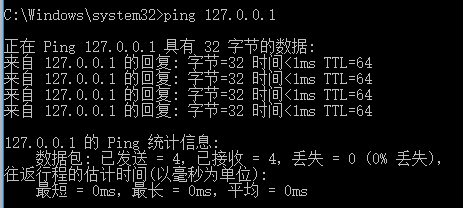 C:\Windows\system32>ping 127.0.0.1
正在 Ping 127.0.0.1 具有 32 字节的数据:
来自 127.0.0.1 的回复: 字节=32 时间<1ms TTL=64
来自 127.0.0.1 的回复: 字节=32 时间<1ms TTL=64
来自 127.0.0.1 的回复: 字节=32 时间<1ms TTL=64
来自 127.0.0.1 的回复: 字节=32 时间<1ms TTL=64
127.0.0.1 的 Ping 统计信息:
数据包: 已发送 = 4，已接收 = 4，丢失 = 0 (0% 丢失)，
往返行程的估计时间(以毫秒为单位):
最短 = 0ms，最长 = 0ms，平均 = 0ms